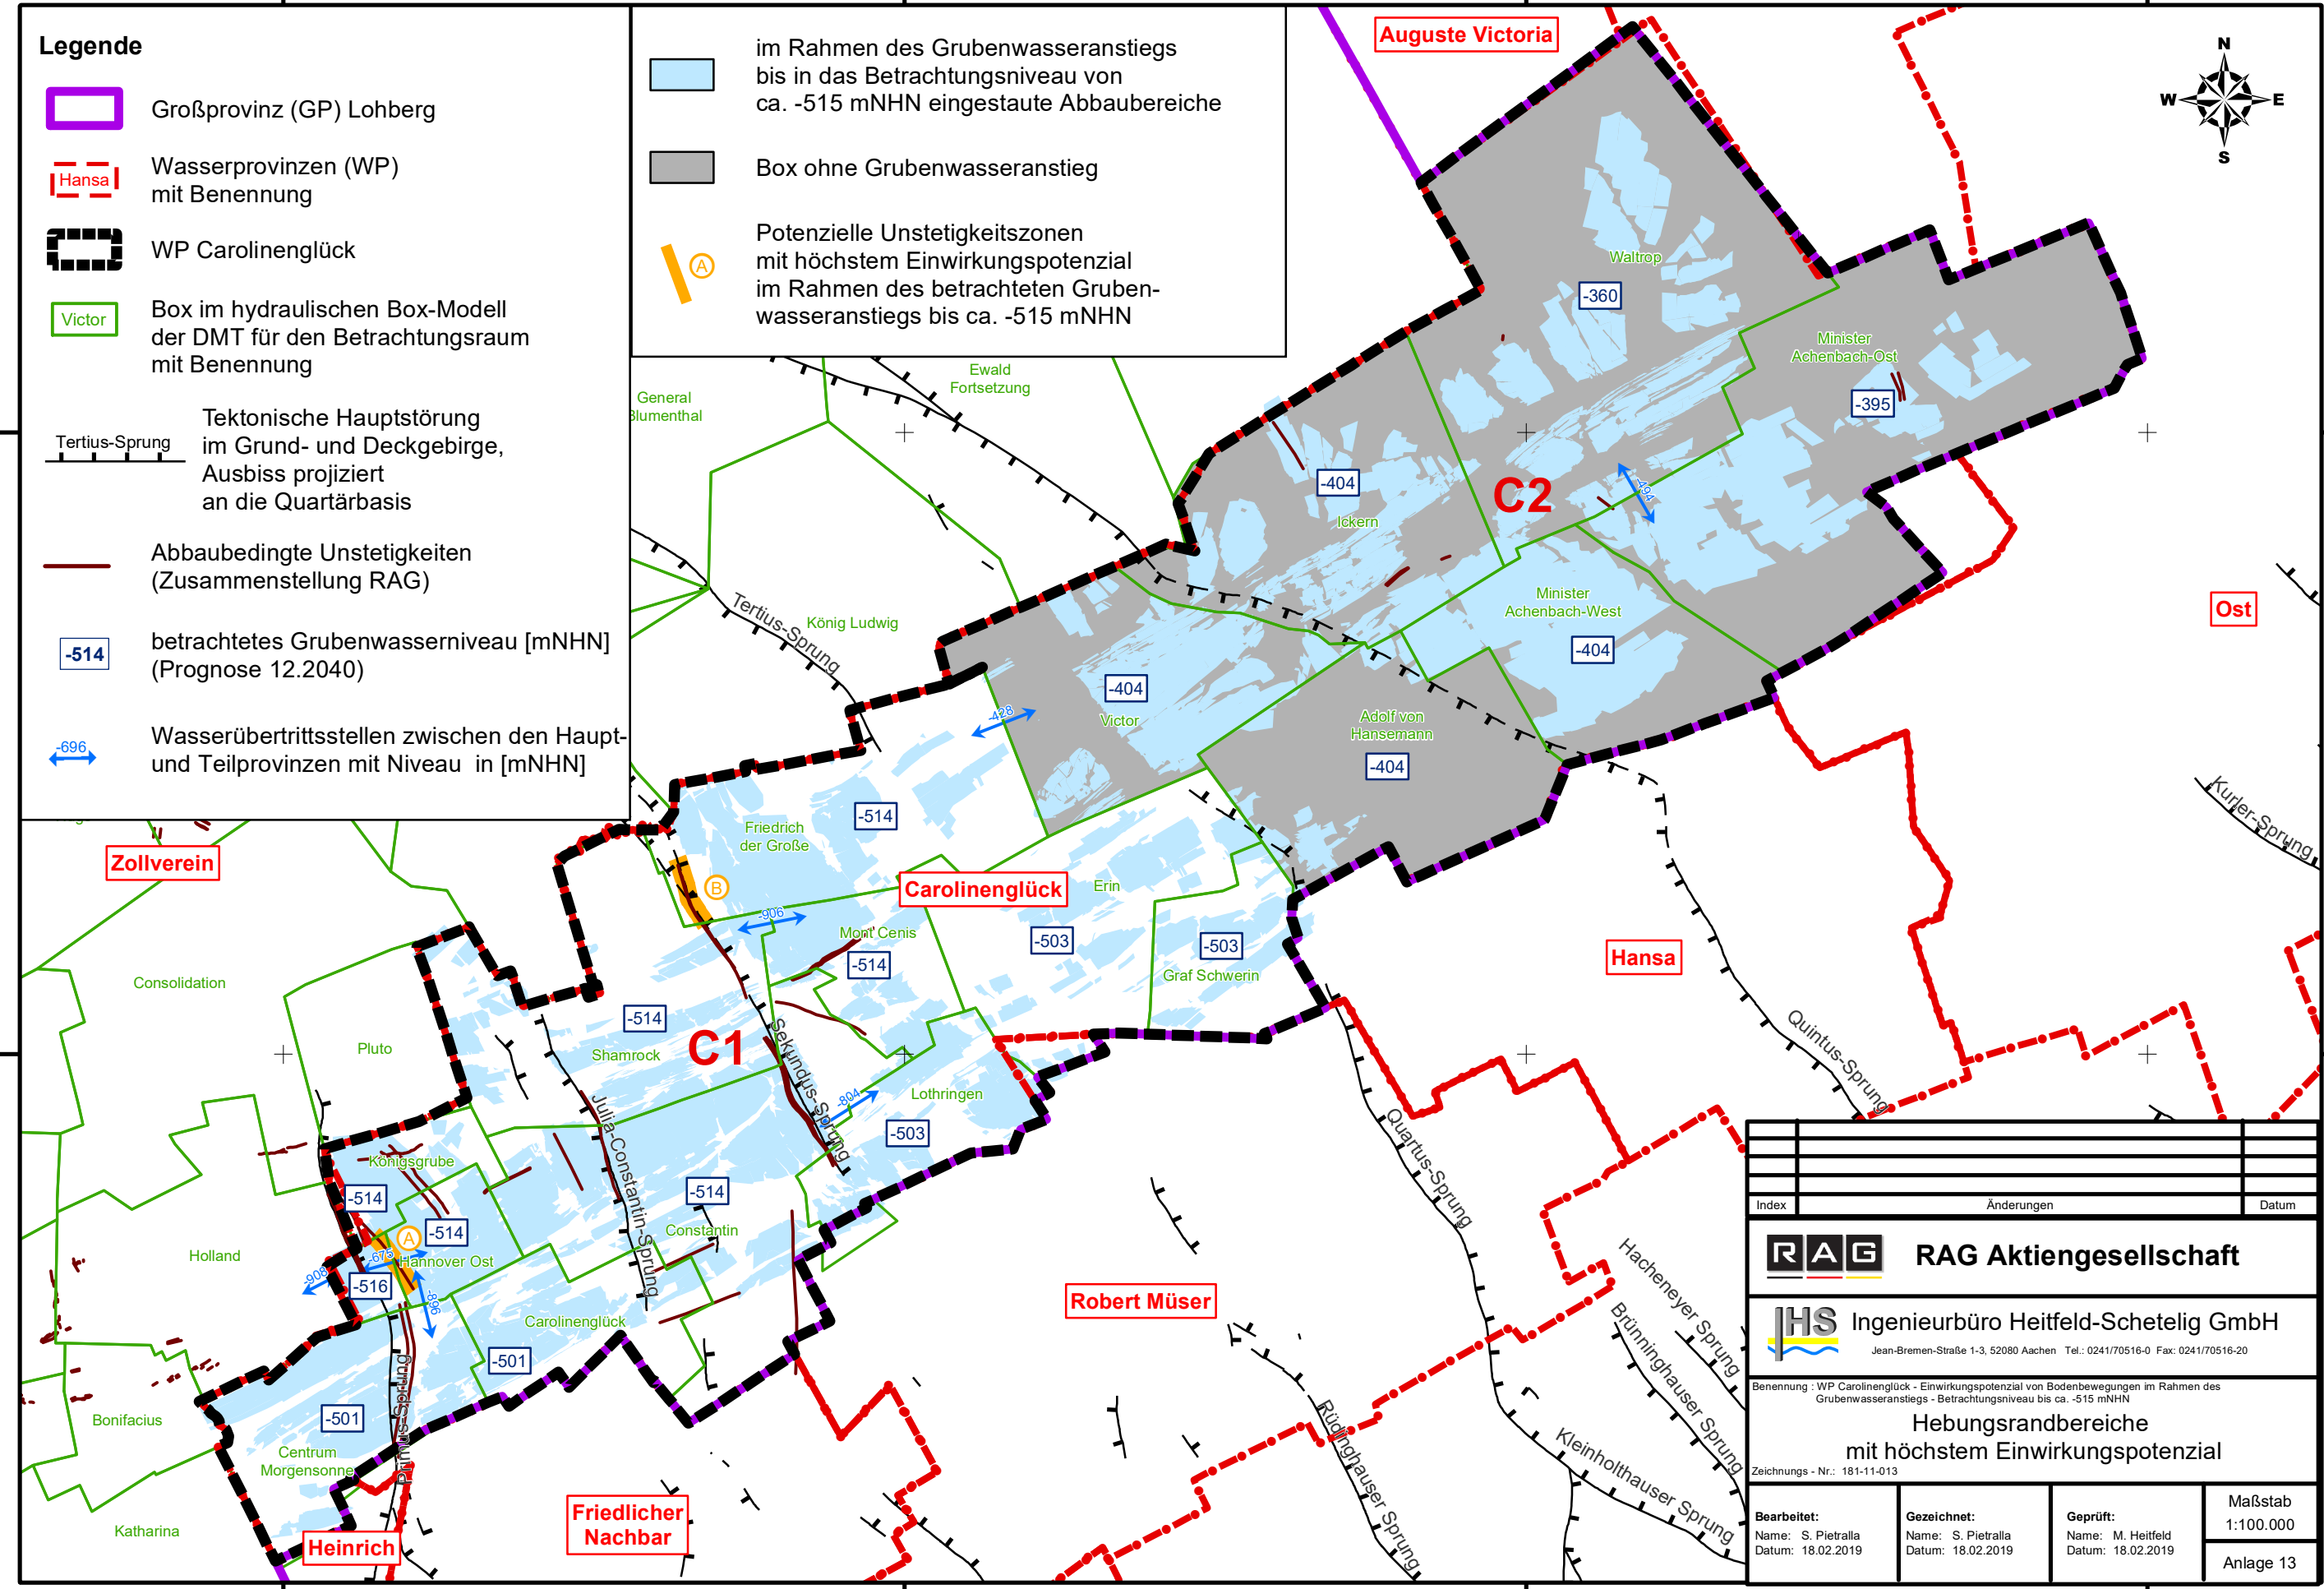 Legende
Großprovinz (GP) Lohberg
Hansa
Wasserprovinzen (WP)
mit Benennung
WP Carolinenglück
Victor
Box im hydraulischen Box-Modell
der DMT für den Betrachtungsraum
mit Benennung
Tertius-Sprung
Tektonische Hauptstörung
im Grund- und Deckgebirge,
Ausbiss projiziert
an die Quartärbasis
Abbaubedingte Unstetigkeiten
(Zusammenstellung RAG)
-514
betrachtetes Grubenwasserniveau [mNHN]
(Prognose 12.2040)
-696
Wasserübertrittsstellen zwischen den Haupt-
und Teilprovinzen mit Niveau in [mNHN]
im Rahmen des Grubenwasseranstiegs
bis in das Betrachtungsniveau von
ca. -515 mNHN eingestaute Abbaubereiche
Box ohne Grubenwasseranstieg
A
Potenzielle Unstetigkeitszonen
mit höchstem Einwirkungspotenzial
im Rahmen des betrachteten Gruben-
wasseranstiegs bis ca. -515 mNHN
Auguste Victoria
N
W
E
S
Waltrop
-360
Minister
Achenbach-Ost
-395
General
Blumenthal
Ewald
Fortsetzung
-404
Ickern
C2
-494
Minister
Achenbach-West
-404
Ost
Tertius-Sprung
König Ludwig
-404
Victor
-428
Adolf von
Hansemann
-404
Kurler-Sprung
Friedrich
der Große
-514
Zollverein
B
Carolinenglück
Erin
-906
Mont Cenis
-514
-503
-503
Graf Schwerin
Hansa
Consolidation
-514
Shamrock
C1
Pluto
Sekundus-Sprung
-804
Lothringen
-503
Quintus-Sprung
Quartus-Sprung
Julia-Constantin-Sprung
Königsgrube
-514
-514
A
Hannover Ost
-675
-908
-516
-896
-514
Constantin
Holland
Carolinenglück
-501
Robert Müser
Hacheneyer Sprung
Brünninghauser Sprung
Bonifacius
-501
Centrum
Morgensonne
Primus-Sprung
Rüdinghauser Sprung
Kleinholthauser Sprung
Katharina
Heinrich
Friedlicher
Nachbar
Index
Änderungen
Datum
RAG
RAG Aktiengesellschaft
IHS
Ingenieurbüro Heitfeld-Schetelig GmbH
Jean-Bremen-Straße 1-3, 52080 Aachen Tel.: 0241/70516-0 Fax: 0241/70516-20
Benennung : WP Carolinenglück - Einwirkungspotenzial von Bodenbewegungen im Rahmen des
Grubenwasseranstiegs - Betrachtungsniveau bis ca. -515 mNHN
Hebungsrandbereiche
mit höchstem Einwirkungspotenzial
Zeichnungs - Nr.: 181-11-013
Bearbeitet:
Name: S. Pietralla
Datum: 18.02.2019
Gezeichnet:
Name: S. Pietralla
Datum: 18.02.2019
Geprüft:
Name: M. Heitfeld
Datum: 18.02.2019
Maßstab
1:100.000
Anlage 13